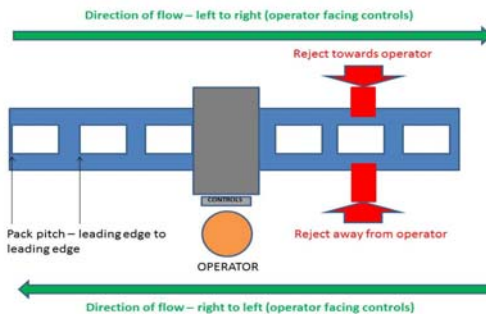 Direction of flow – left to right (operator facing controls)
Reject towards operator
CONTROLS
Pack pitch – leading edge to
leading edge
OPERATOR
Reject away from operator
Direction of flow – right to left (operator facing controls)